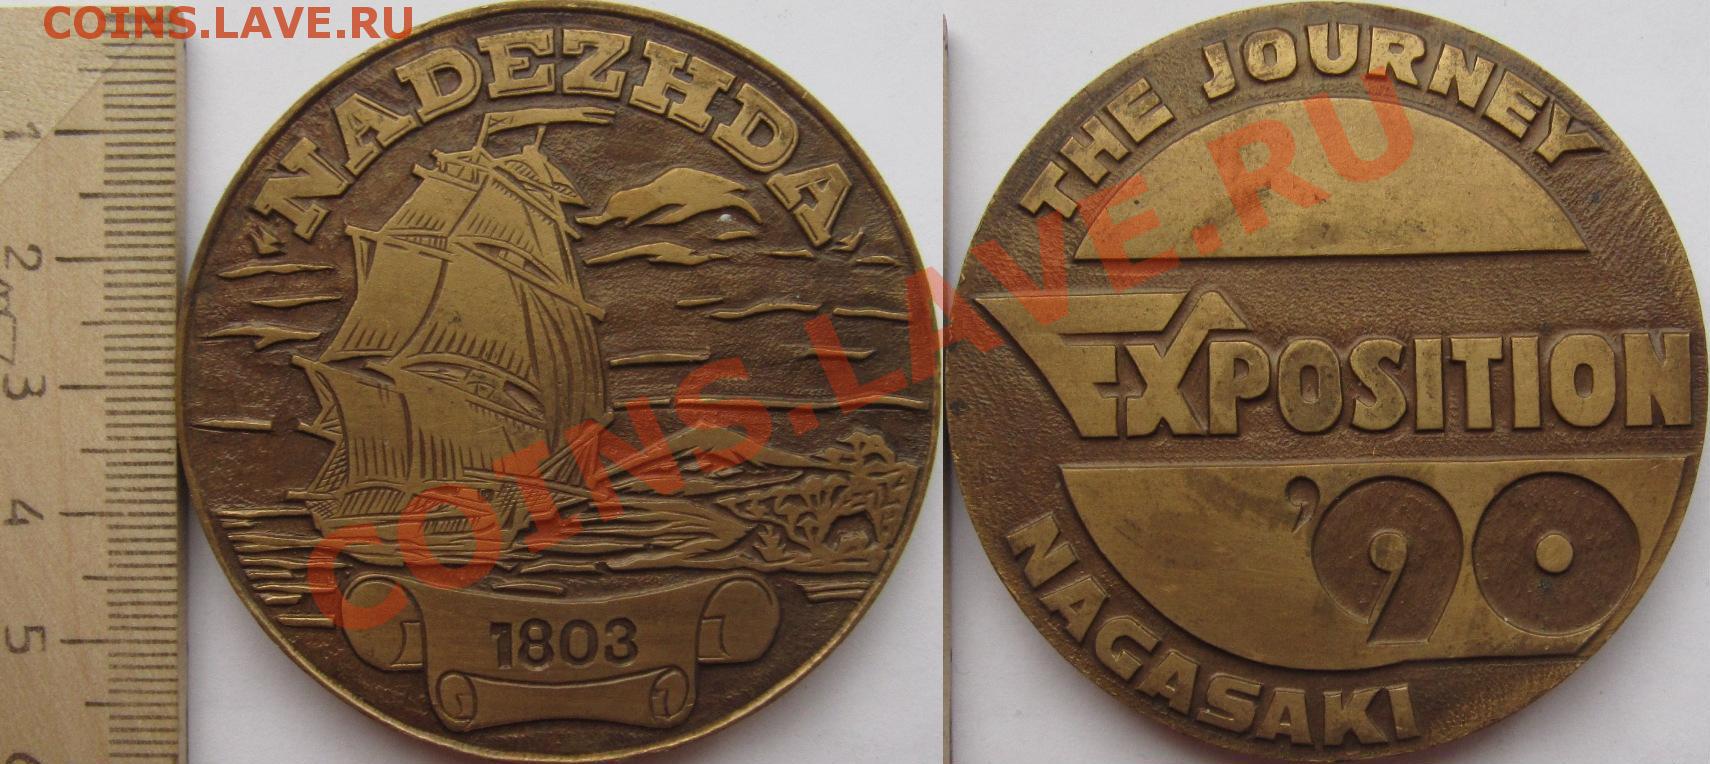 COINS.LAVE.RU
1
2
3
4
5
"NADEZHDA"
1803
THE JOURNEY
EXPOSITION
'90
NAGASAKI
COINS.LAVE.RU